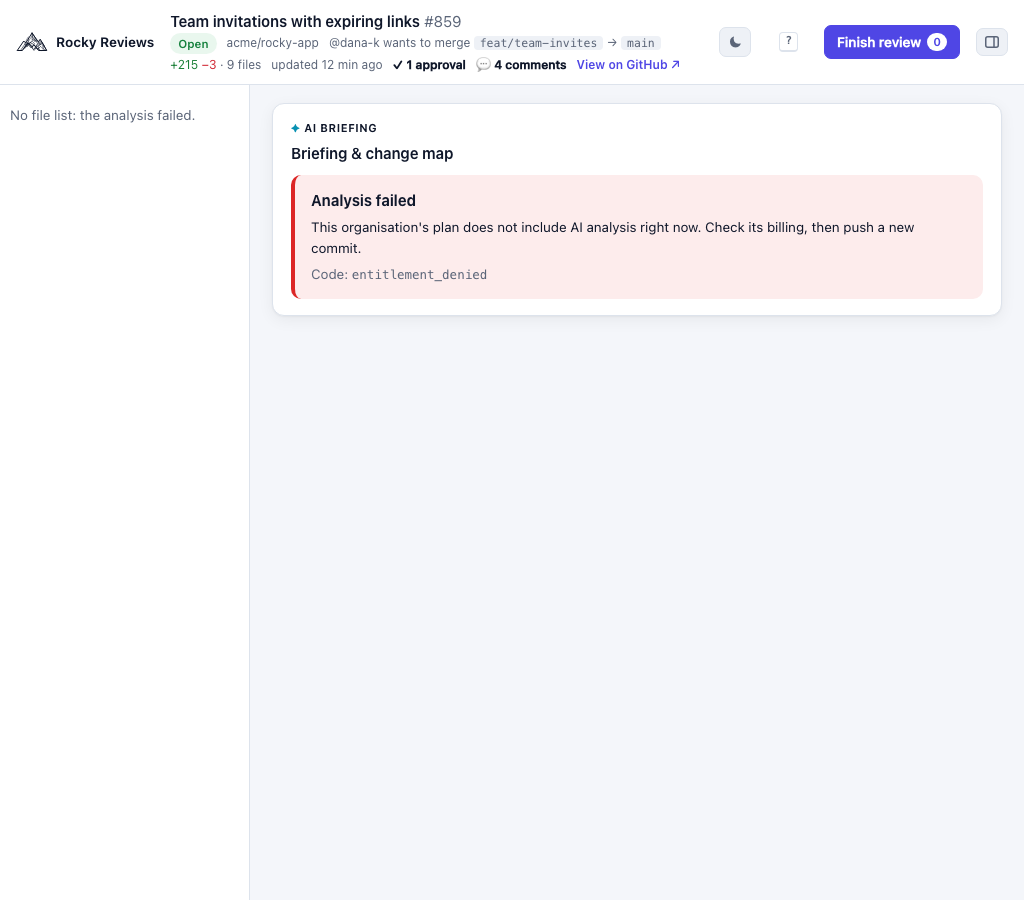 Rocky Reviews
Team invitations with expiring links #859
Open acme/rocky-app @dana-k wants to merge feat/team-invites → main
+215 −3 · 9 files updated 12 min ago ✓ 1 approval 💬 4 comments View on GitHub ↗
?
Finish review 0
No file list: the analysis failed.
✦ AI BRIEFING
Briefing & change map
Analysis failed
This organisation's plan does not include AI analysis right now. Check its billing, then push a new
commit.
Code: entitlement_denied